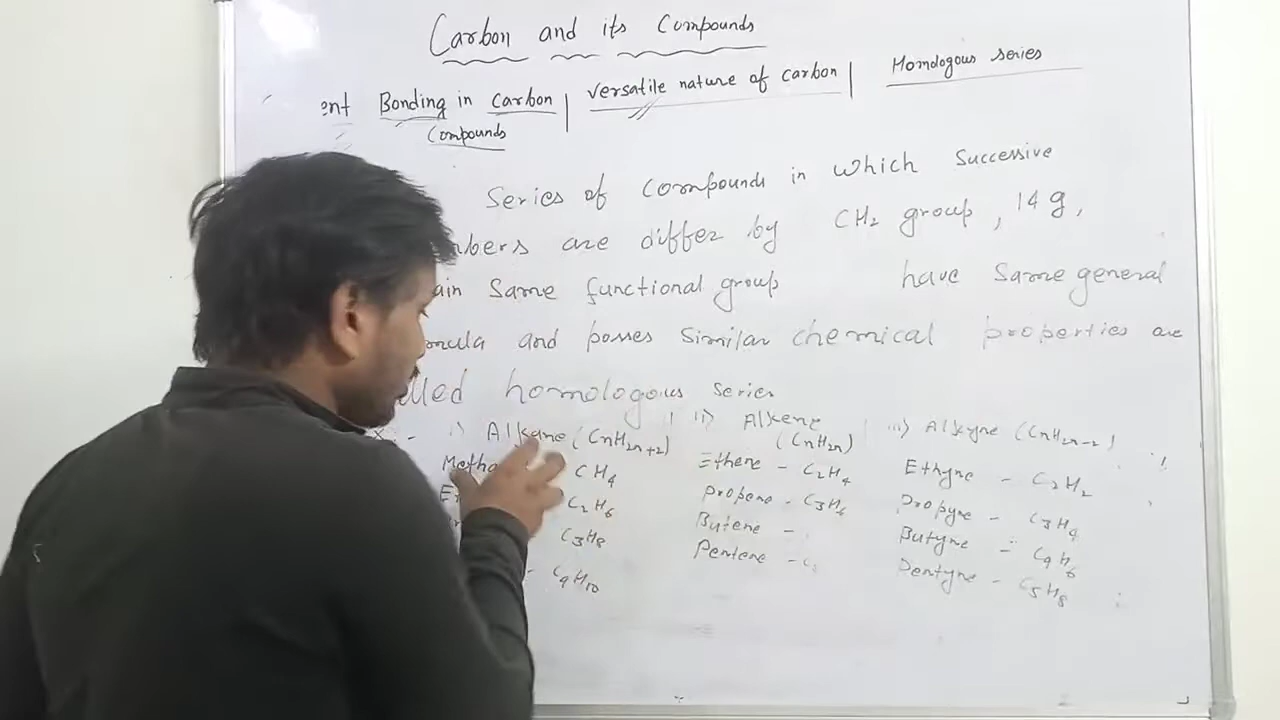 Carbon and its Compounds
ent Bonding in Carbon | versatile nature of carbon | Homologous series
Compounds
Series of compounds in which Successive
mbers are differ by CH2 group, 14 g,
ain Same functional group have Same general
mula and posses similar chemical properties are
lled homologous series
i) Alkane (CnH2n+2) | ii) Alkene (CnH2n) | iii) Alkyne (CnH2n-2)
Metha CH4 Ethene - C2H4 Ethyne - C2H2
E C2H6 Propene - C3H6 Propyne - C3H4
C3H8 Butene - Butyne - C4H6
- C4H10 Pentene - C Pentyne - C5H8